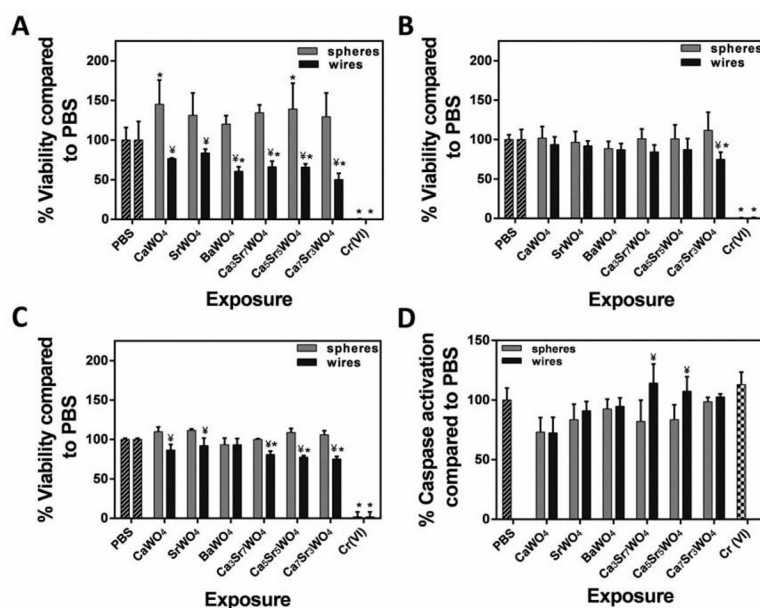 A
% Viability compared
to PBS
200
150
100
50
0
spheres
wires
*
¥
¥
¥*
¥*
*
¥*
¥*
* *
PBS
CaWO4
SrWO4
BaWO4
Ca3Sr7WO4
Ca5Sr5WO4
Ca7Sr3WO4
Cr(VI)
Exposure
B
% Viability compared
to PBS
200
150
100
50
0
spheres
wires
¥*
* *
PBS
CaWO4
SrWO4
BaWO4
Ca3Sr7WO4
Ca5Sr5WO4
Ca7Sr3WO4
Cr(VI)
Exposure
C
% Viability compared
to PBS
200
150
100
50
0
spheres
wires
¥
¥
¥*
¥*
¥*
* *
PBS
CaWO4
SrWO4
BaWO4
Ca3Sr7WO4
Ca5Sr5WO4
Ca7Sr3WO4
Cr(VI)
Exposure
D
% Caspase activation
compared to PBS
150
100
50
0
spheres
wires
¥
¥
PBS
CaWO4
SrWO4
BaWO4
Ca3Sr7WO4
Ca5Sr5WO4
Ca7Sr3WO4
Cr (VI)
Exposure